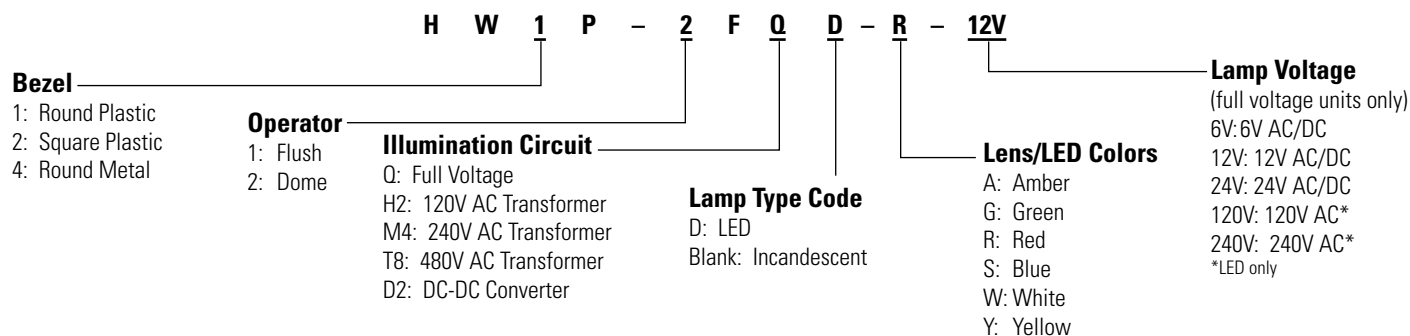 H W 1 P – 2 F Q D – R – 12V
Bezel
1: Round Plastic
2: Square Plastic
4: Round Metal
Operator
1: Flush
2: Dome
Illumination Circuit
Q: Full Voltage
H2: 120V AC Transformer
M4: 240V AC Transformer
T8: 480V AC Transformer
D2: DC-DC Converter
Lamp Type Code
D: LED
Blank: Incandescent
Lens/LED Colors
A: Amber
G: Green
R: Red
S: Blue
W: White
Y: Yellow
Lamp Voltage
(full voltage units only)
6V: 6V AC/DC
12V: 12V AC/DC
24V: 24V AC/DC
120V: 120V AC*
240V: 240V AC*
*LED only